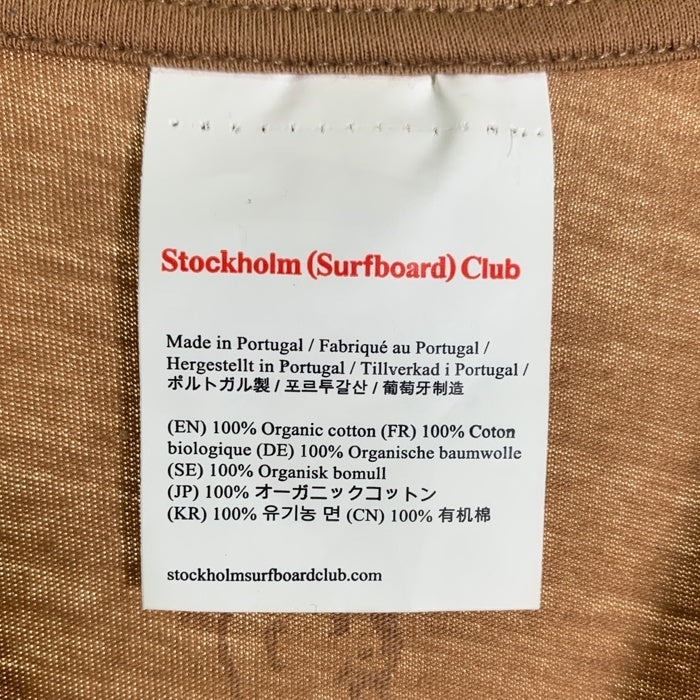 Stockholm (Surfboard) Club
Made in Portugal / Fabriqué au Portugal /
Hergestellt in Portugal / Tillverkad i Portugal /
ポルトガル製 / 포르투갈산 / 葡萄牙制造
(EN) 100% Organic cotton (FR) 100% Coton
biologique (DE) 100% Organische baumwolle
(SE) 100% Organisk bomull
(JP) 100% オーガニックコットン
(KR) 100% 유기농 면 (CN) 100% 有机棉
stockholmsurfboardclub.com